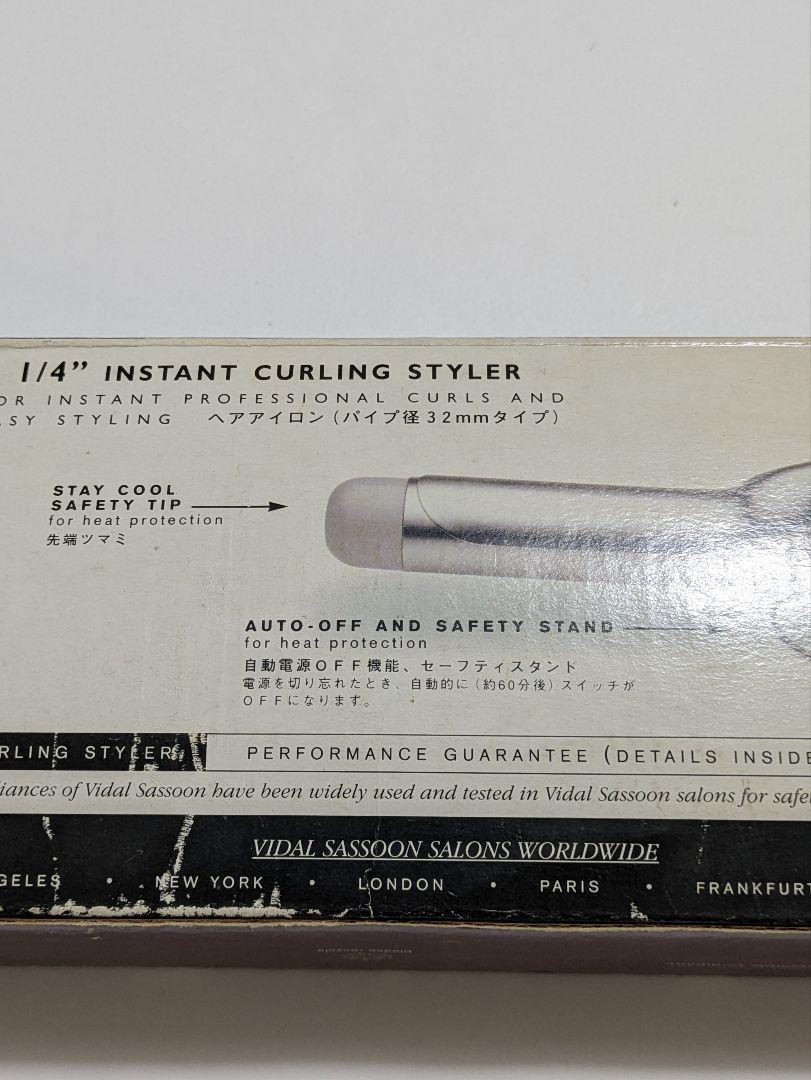 1/4” INSTANT CURLING STYLER
OR INSTANT PROFESSIONAL CURLS AND
ASY STYLING ヘアアイロン (パイプ径32mmタイプ)
STAY COOL
SAFETY TIP
for heat protection
先端ツマミ
AUTO-OFF AND SAFETY STAND
for heat protection
自動電源OFF機能、セーフティスタンド
電源を切り忘れたとき、自動的に(約60分後)スイッチが
OFFになります。
RLING STYLER PERFORMANCE GUARANTEE (DETAILS INSIDE
iances of Vidal Sassoon have been widely used and tested in Vidal Sassoon salons for safe
VIDAL SASSOON SALONS WORLDWIDE
GELES • NEW YORK • LONDON • PARIS • FRANKFURT